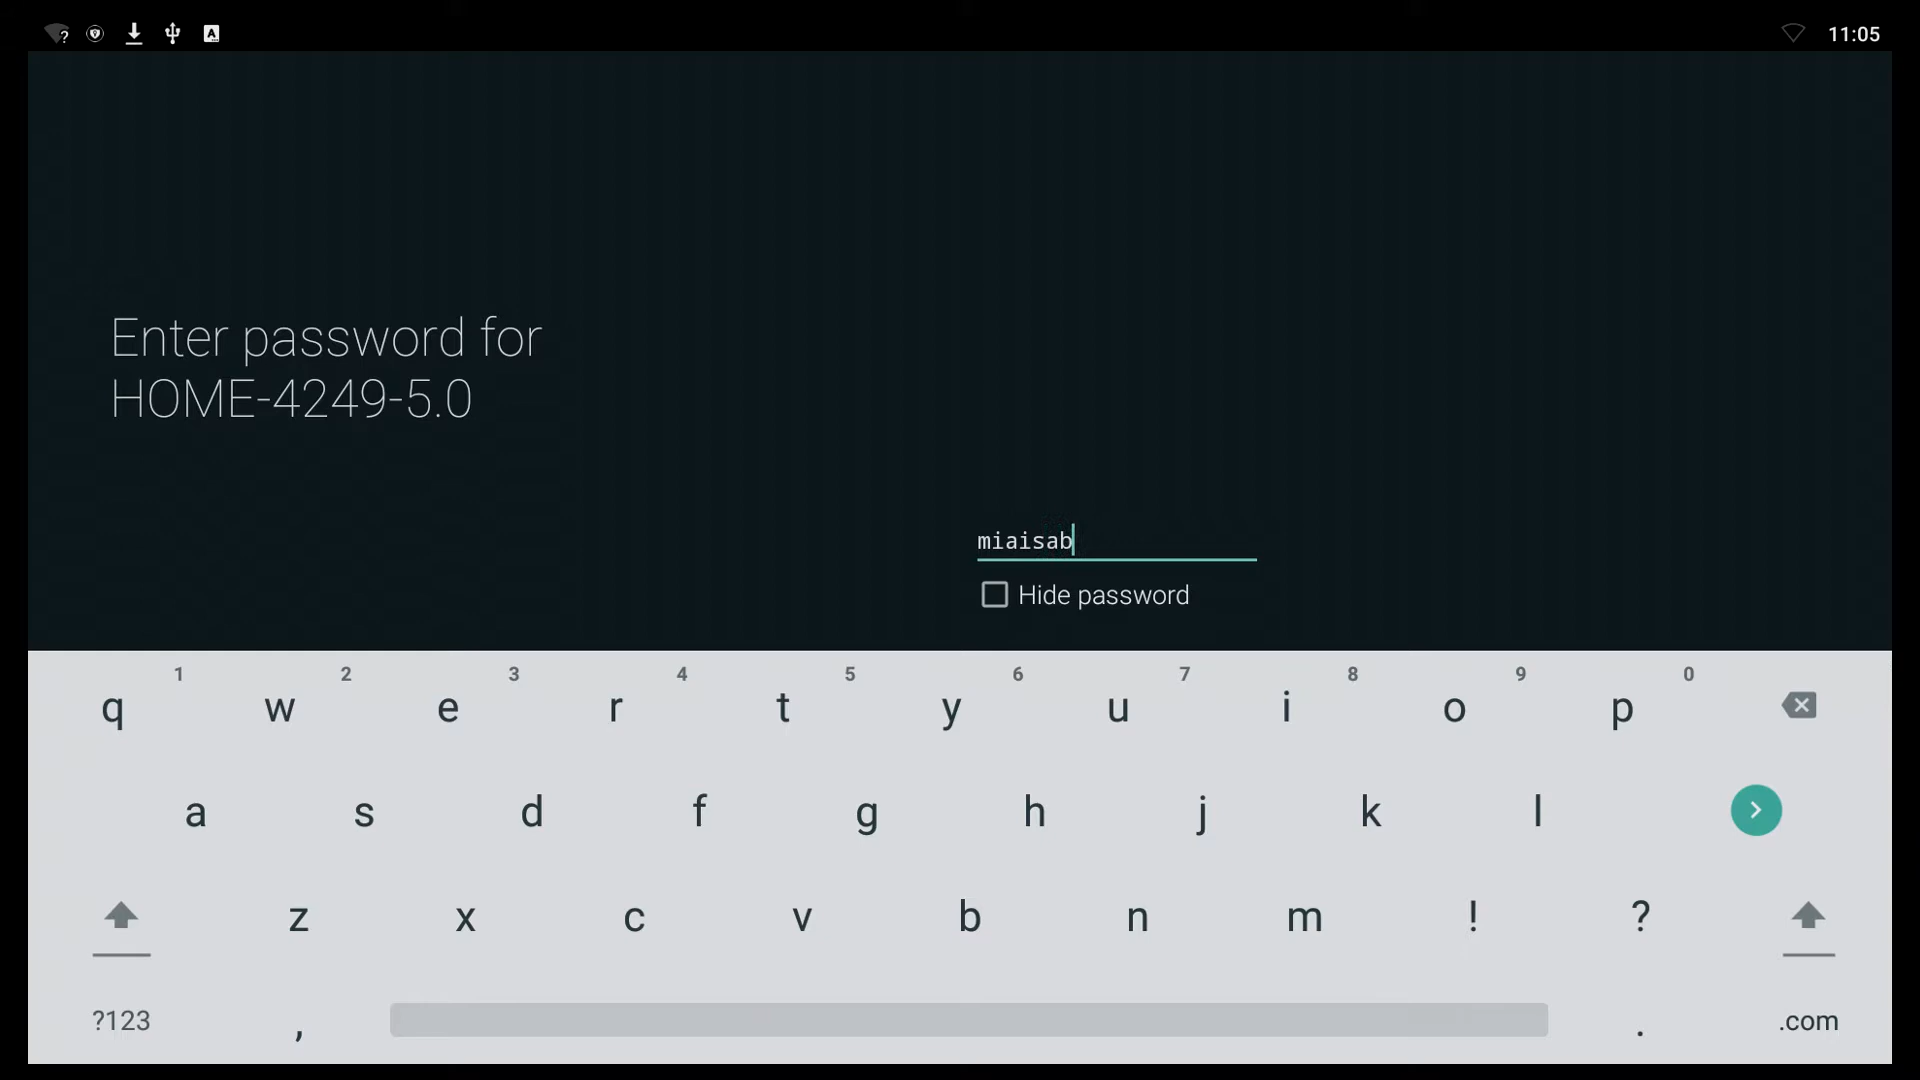 11:05
Enter password for
HOME-4249-5.0
miaisab
Hide password
1 2 3 4 5 6 7 8 9 0
q w e r t y u i o p
a s d f g h j k l
z x c v b n m ! ?
?123 , . .com